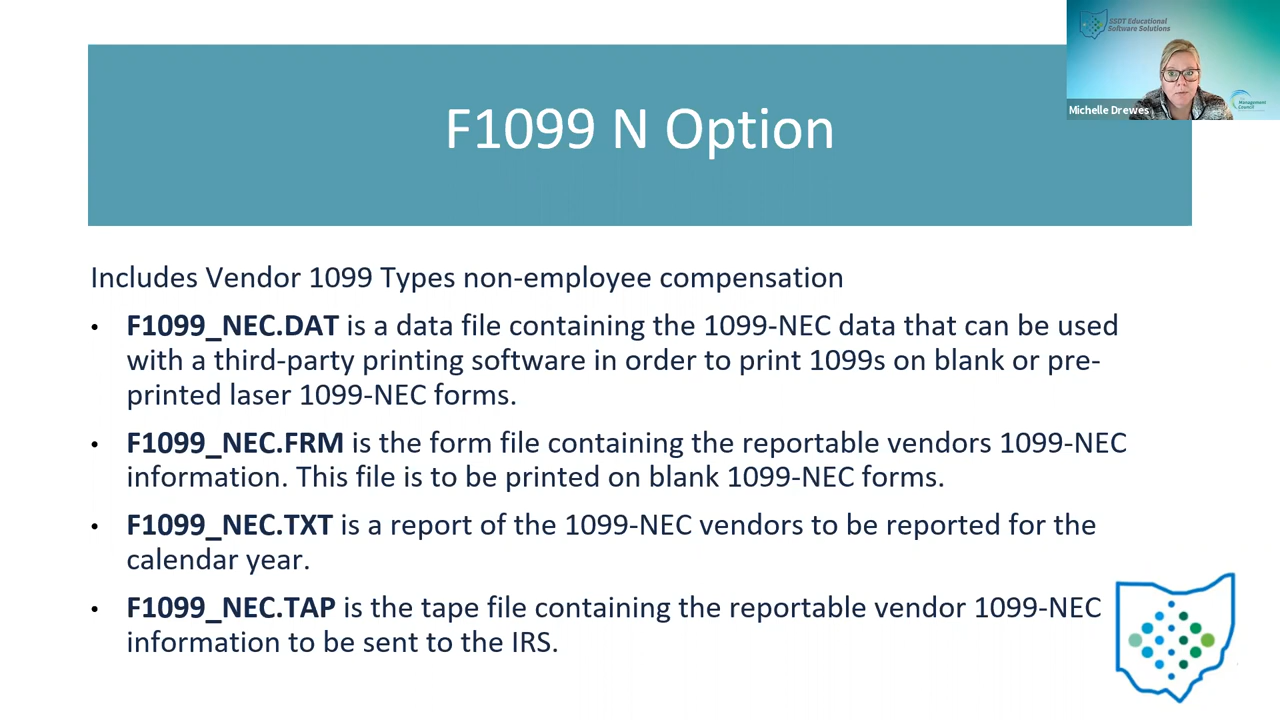 SSDT Educational
Software Solutions
Management
Council
Michelle Drewes
F1099 N Option
Includes Vendor 1099 Types non-employee compensation
• F1099_NEC.DAT is a data file containing the 1099-NEC data that can be used
with a third-party printing software in order to print 1099s on blank or pre-
printed laser 1099-NEC forms.
• F1099_NEC.FRM is the form file containing the reportable vendors 1099-NEC
information. This file is to be printed on blank 1099-NEC forms.
• F1099_NEC.TXT is a report of the 1099-NEC vendors to be reported for the
calendar year.
• F1099_NEC.TAP is the tape file containing the reportable vendor 1099-NEC
information to be sent to the IRS.